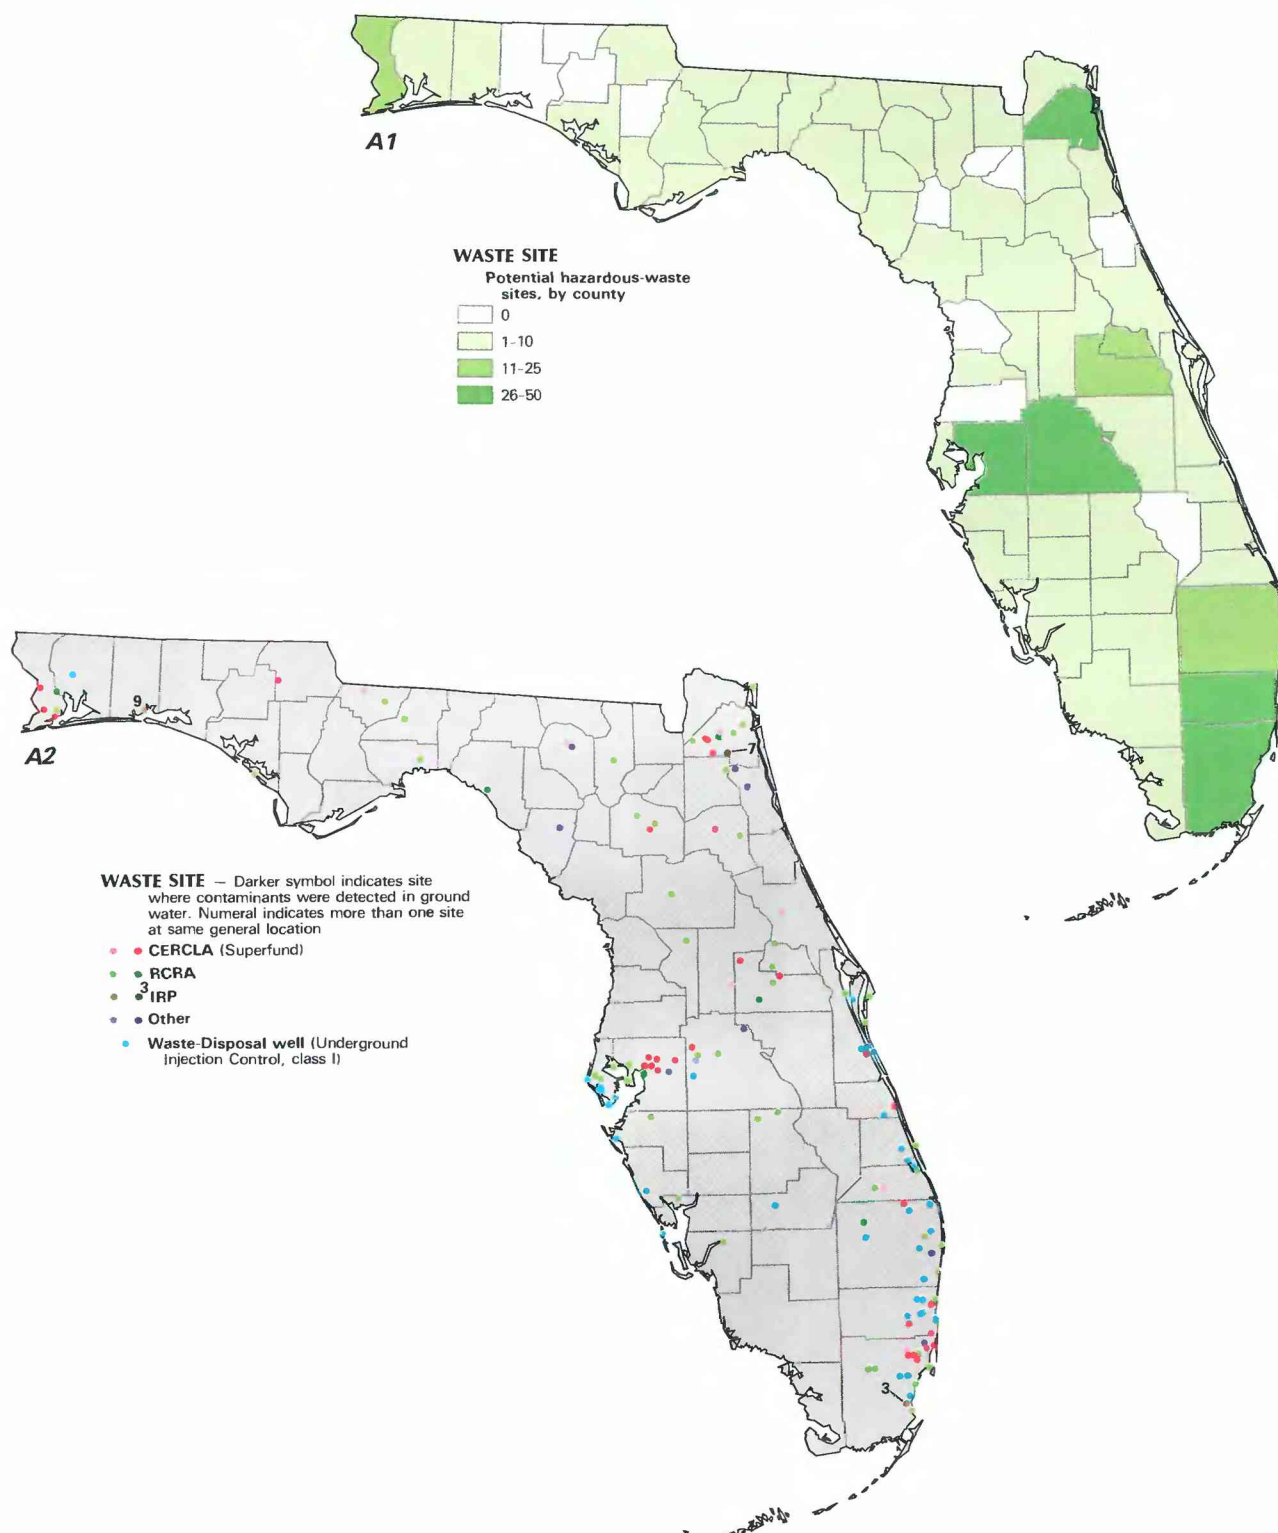 A1
WASTE SITE
Potential hazardous-waste
sites, by county
0
1-10
11-25
26-50
9
A2
7
WASTE SITE — Darker symbol indicates site
where contaminants were detected in ground
water. Numeral indicates more than one site
at same general location
CERCLA (Superfund)
RCRA
3
IRP
Other
Waste-Disposal well (Underground
Injection Control, class I)
3